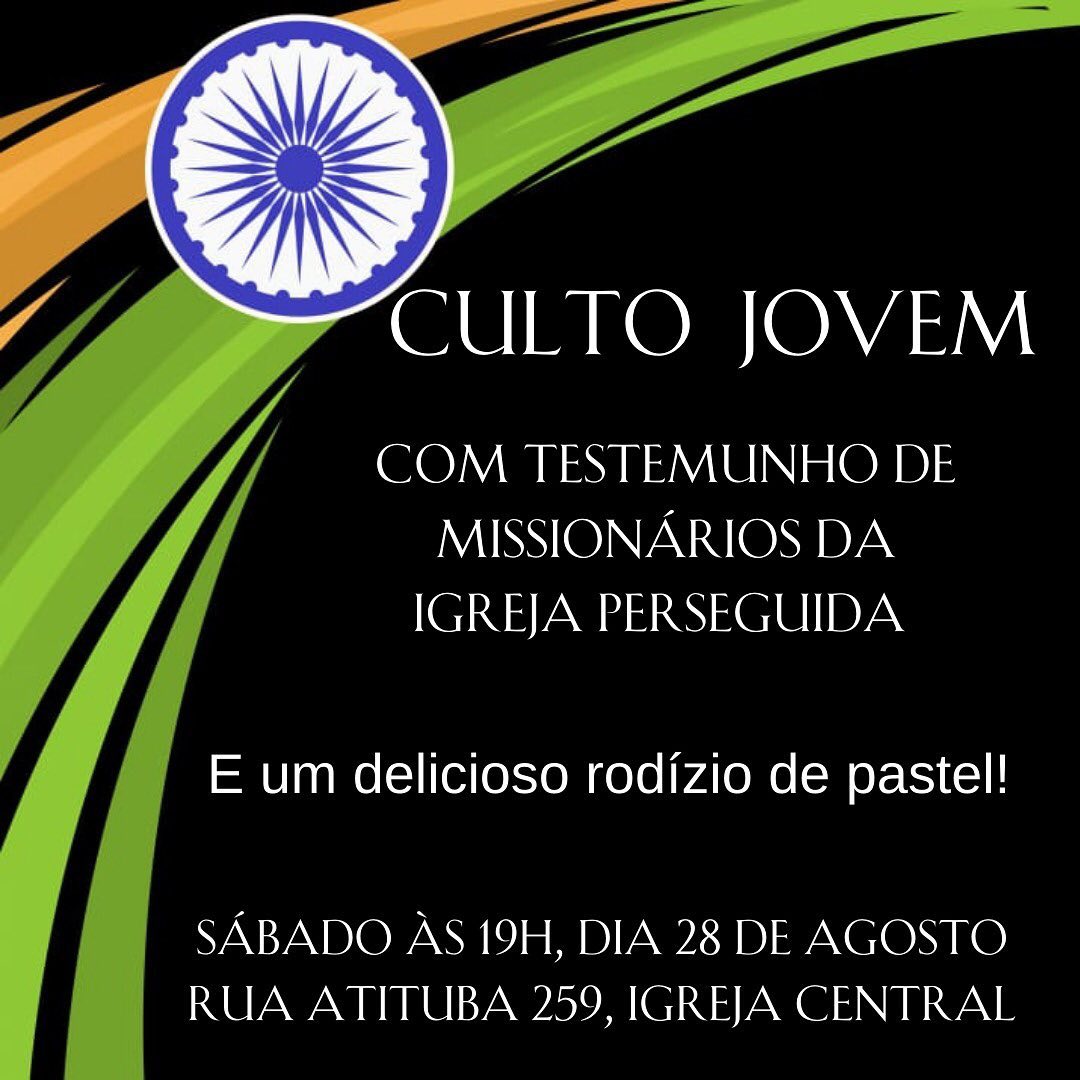 CULTO JOVEM
COM TESTEMUNHO DE
MISSIONÁRIOS DA
IGREJA PERSEGUIDA
E um delicioso rodízio de pastel!
SÁBADO ÀS 19H, DIA 28 DE AGOSTO
RUA ATITUBA 259, IGREJA CENTRAL